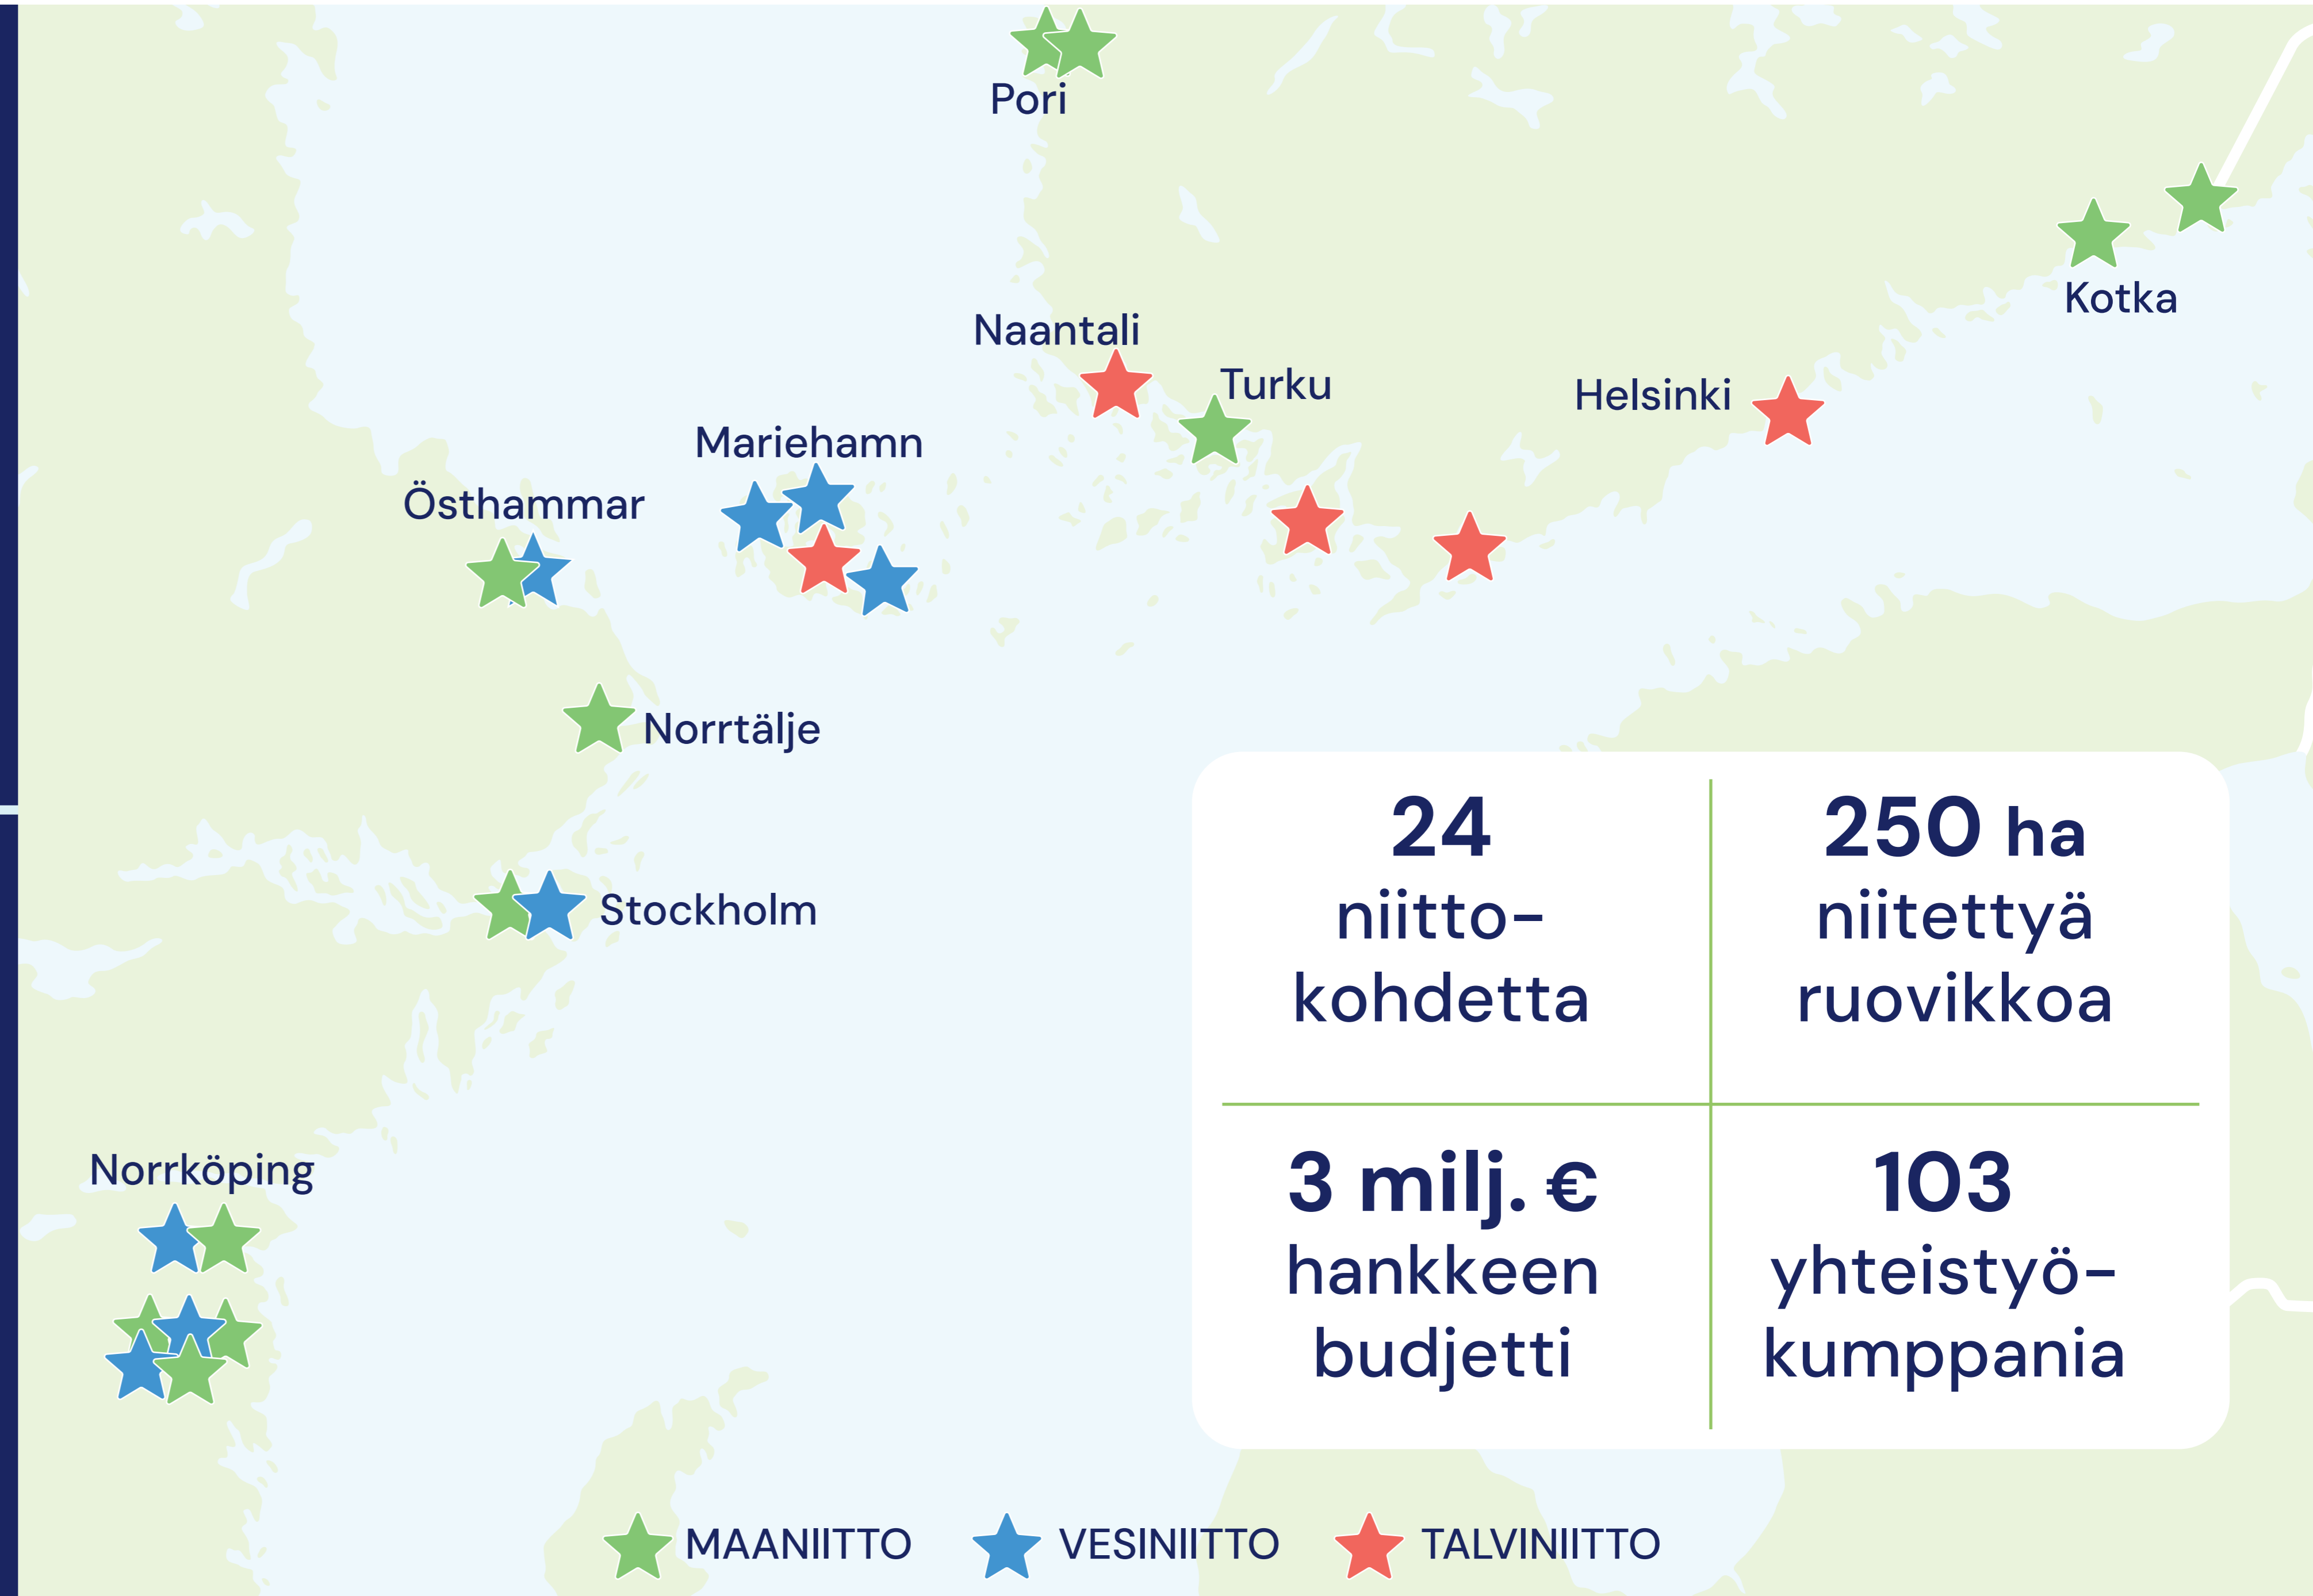 Pori
Kotka
Naantali
Turku
Helsinki
Mariehamn
Östhammar
Norrtälje
Stockholm
Norrköping
24
niitto-
kohdetta
250 ha
niitettyä
ruovikkoa
3 milj. €
hankkeen
budjetti
103
yhteistyö-
kumppania
MAANIITTO
VESINIITTO
TALVINIITTO